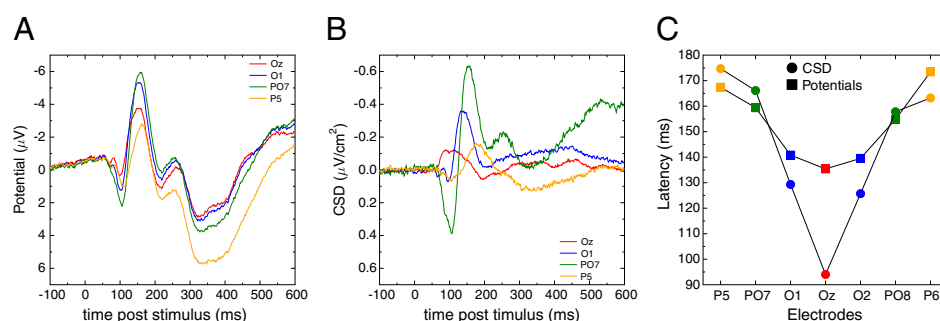 A
B
C
-6
-4
-2
0
2
4
6
Potential (µV)
Oz
O1
PO7
P5
-100 0 100 200 300 400 500 600
time post stimulus (ms)
-0.6
-0.4
-0.2
0.0
0.2
0.4
0.6
CSD (µV/cm²)
Oz
O1
PO7
P5
-100 0 100 200 300 400 500 600
time post timulus (ms)
180
170
160
150
140
130
120
110
100
90
Latency (ms)
CSD
Potentials
P5 PO7 O1 Oz O2 PO8 P6
Electrodes